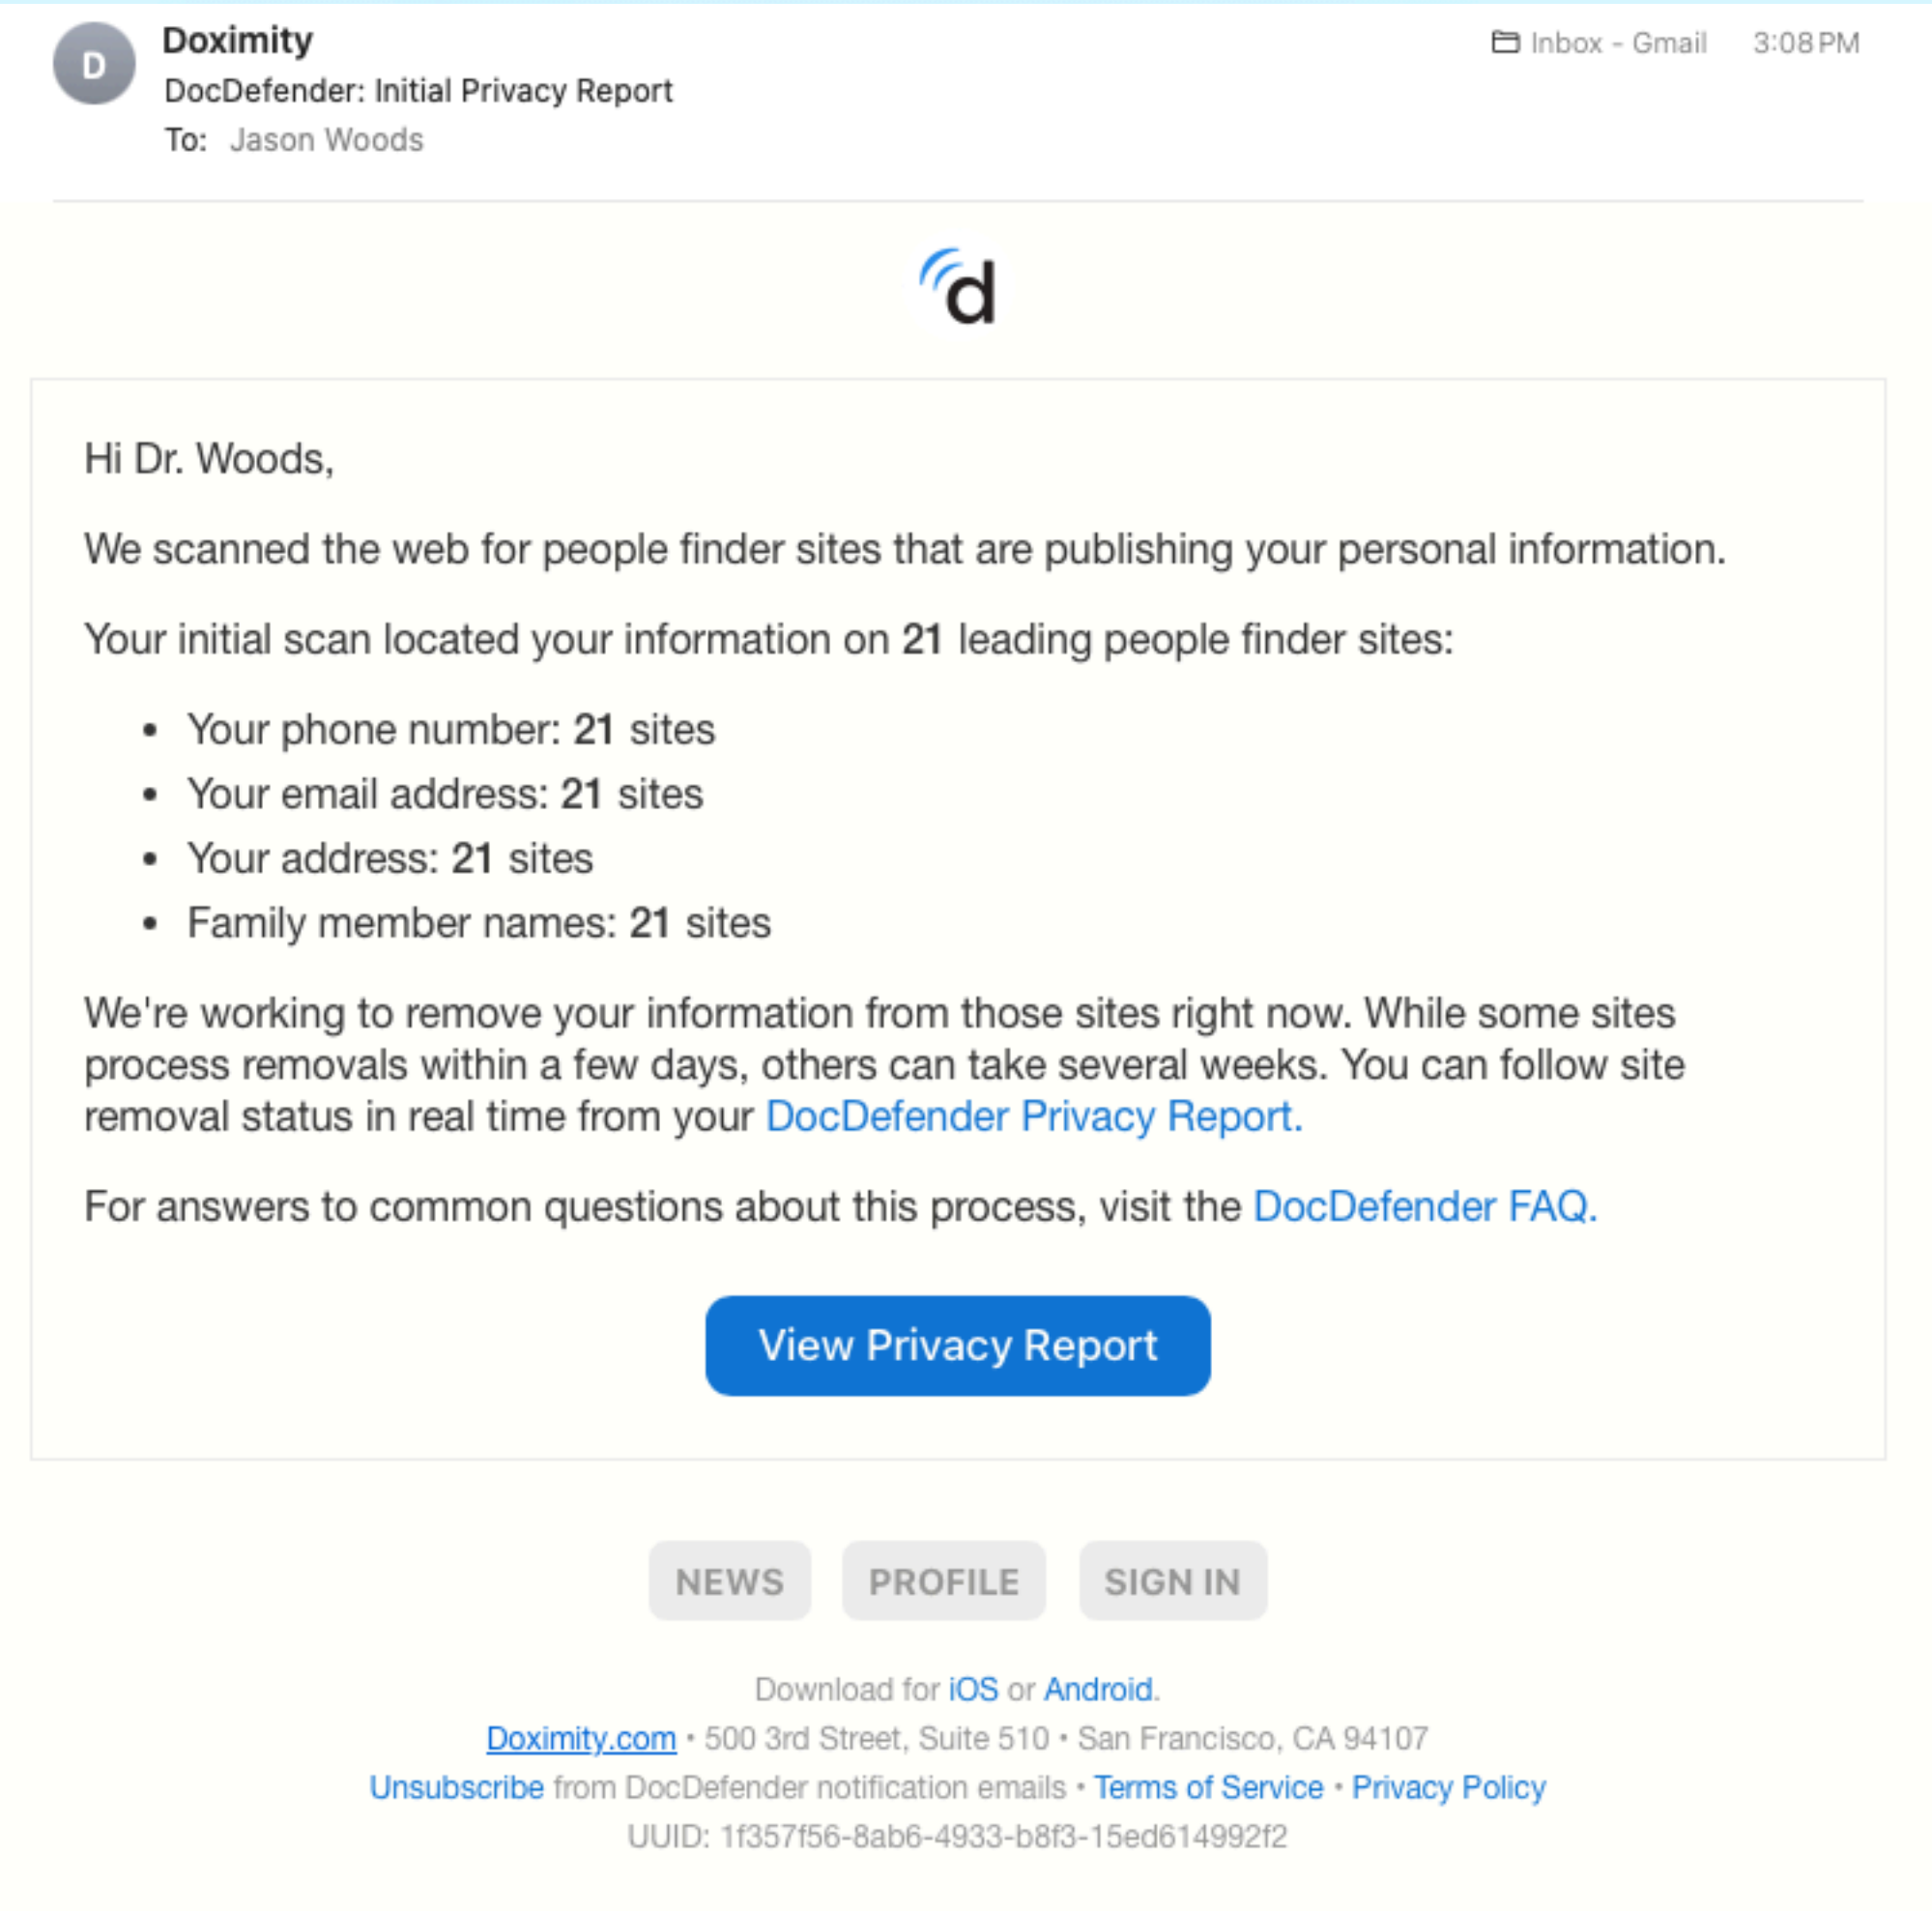 D
Doximity
Inbox - Gmail 3:08 PM
DocDefender: Initial Privacy Report
To: Jason Woods
d
Hi Dr. Woods,
We scanned the web for people finder sites that are publishing your personal information.
Your initial scan located your information on 21 leading people finder sites:
• Your phone number: 21 sites
• Your email address: 21 sites
• Your address: 21 sites
• Family member names: 21 sites
We're working to remove your information from those sites right now. While some sites
process removals within a few days, others can take several weeks. You can follow site
removal status in real time from your DocDefender Privacy Report.
For answers to common questions about this process, visit the DocDefender FAQ.
View Privacy Report
NEWS PROFILE SIGN IN
Download for iOS or Android.
Doximity.com • 500 3rd Street, Suite 510 • San Francisco, CA 94107
Unsubscribe from DocDefender notification emails • Terms of Service • Privacy Policy
UUID: 1f357f56-8ab6-4933-b8f3-15ed614992f2